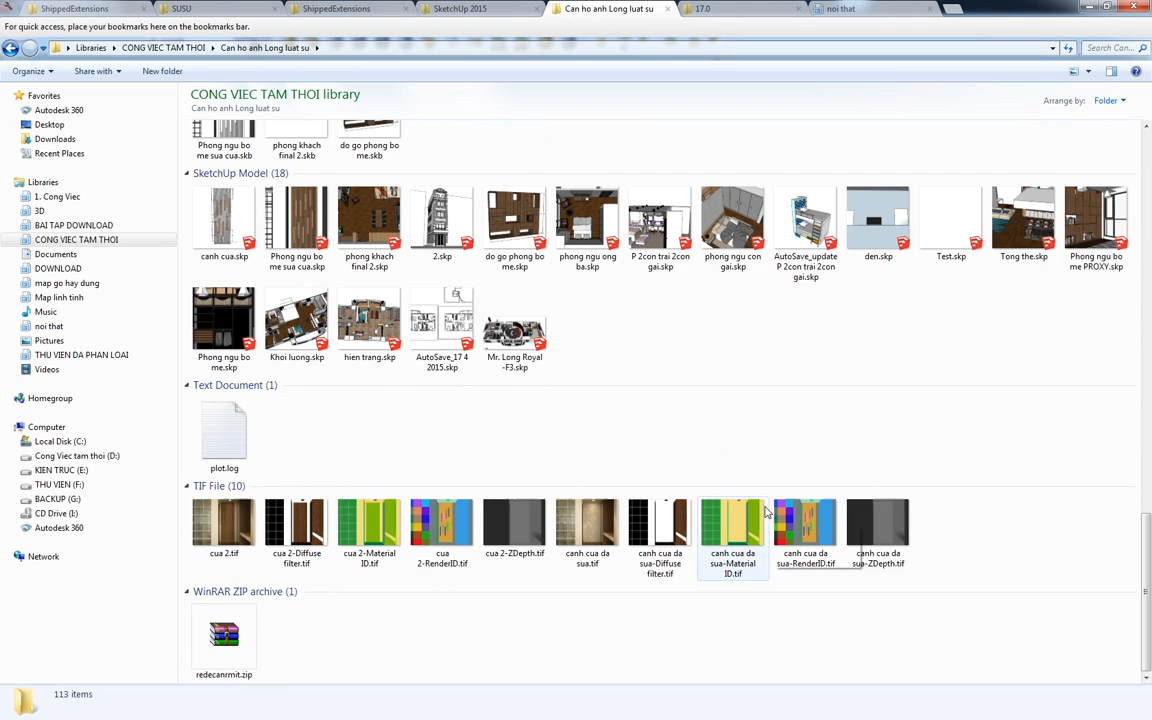 ShippedExtensions
SUSU
ShippedExtensions
SketchUp 2015
Can ho anh Long luat su
17.0
noi that
For quick access, place your bookmarks here on the bookmarks bar.
Libraries
CONG VIEC TAM THOI
Can ho anh Long luat su
Search Can...
Organize
Share with
New folder
Favorites
Autodesk 360
Desktop
Downloads
Recent Places
Libraries
1. Cong Viec
3D
BAI TAP DOWNLOAD
CONG VIEC TAM THOI
Documents
DOWNLOAD
map go hay dung
Map linh tinh
Music
noi that
Pictures
THU VIEN DA PHAN LOAI
Videos
Homegroup
Computer
Local Disk (C:)
Cong Viec tam thoi (D:)
KIEN TRUC (E:)
THU VIEN (F:)
BACKUP (G:)
CD Drive (I:)
Autodesk 360
Network
CONG VIEC TAM THOI library
Can ho anh Long luat su
Arrange by:
Folder
Phong ngu bo
me sua cua.skb
phong khach
final 2.skb
do go phong bo
me.skb
SketchUp Model (18)
canh cua.skp
Phong ngu bo
me sua cua.skp
phong khach
final 2.skp
2.skp
do go phong bo
me.skp
phong ngu ong
ba.skp
P 2con trai 2con
gai.skp
phong ngu con
gai.skp
AutoSave_update
P 2con trai 2con
gai.skp
den.skp
Test.skp
Tong the.skp
Phong ngu bo
me PROXY.skp
Phong ngu bo
me.skp
Khoi luong.skp
hien trang.skp
AutoSave_17 4
2015.skp
Mr. Long Royal
-F3.skp
Text Document (1)
plot.log
TIF File (10)
cua 2.tif
cua 2-Diffuse
filter.tif
cua 2-Material
ID.tif
cua
2-RenderID.tif
cua 2-ZDepth.tif
canh cua da
sua.tif
canh cua da
sua-Diffuse
filter.tif
canh cua da
sua-Material
ID.tif
canh cua da
sua-RenderID.tif
canh cua da
sua-ZDepth.tif
WinRAR ZIP archive (1)
redecanrmit.zip
113 items